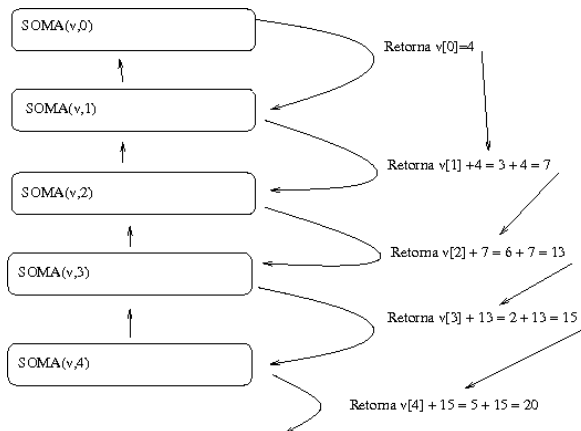 SOMA(v,0)
Retorna v[0]=4
SOMA(v,1)
Retorna v[1] +4 = 3 + 4 = 7
SOMA(v,2)
Retorna v[2] + 7 = 6 + 7 = 13
SOMA(v,3)
Retorna v[3] + 13 = 2 + 13 = 15
SOMA(v,4)
Retorna v[4] + 15 = 5 + 15 = 20